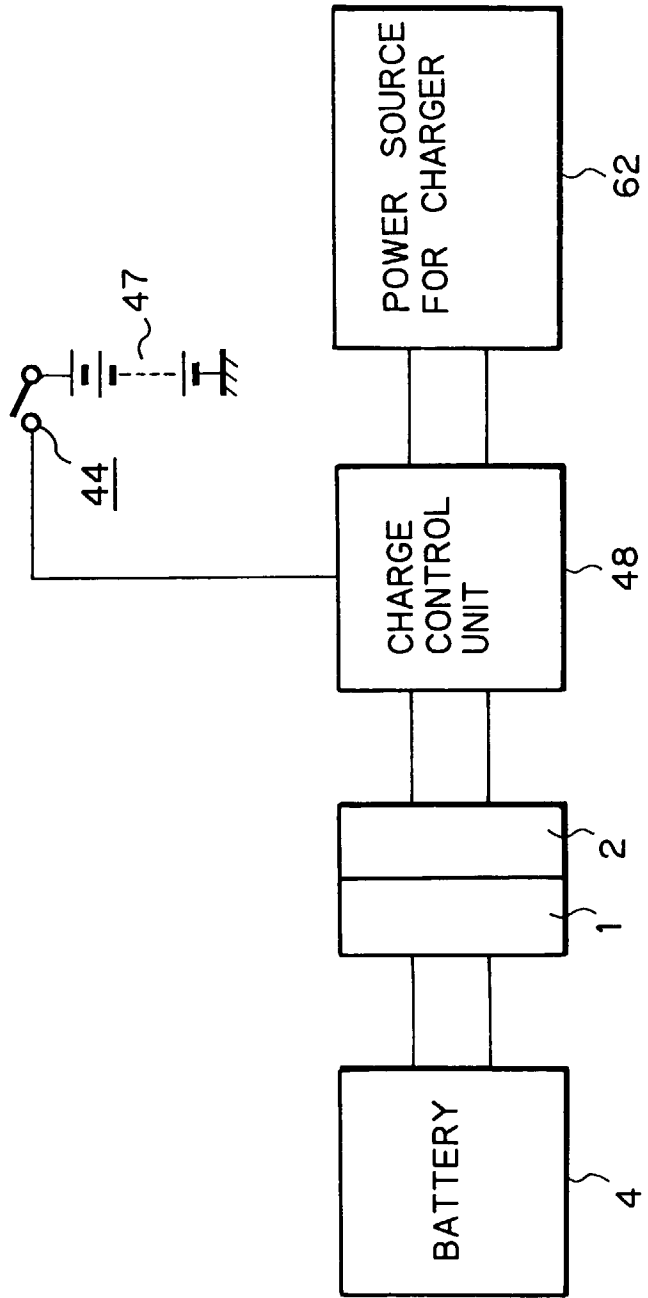 47
44
BATTERY
4
1
2
CHARGE
CONTROL
UNIT
48
POWER SOURCE
FOR CHARGER
62